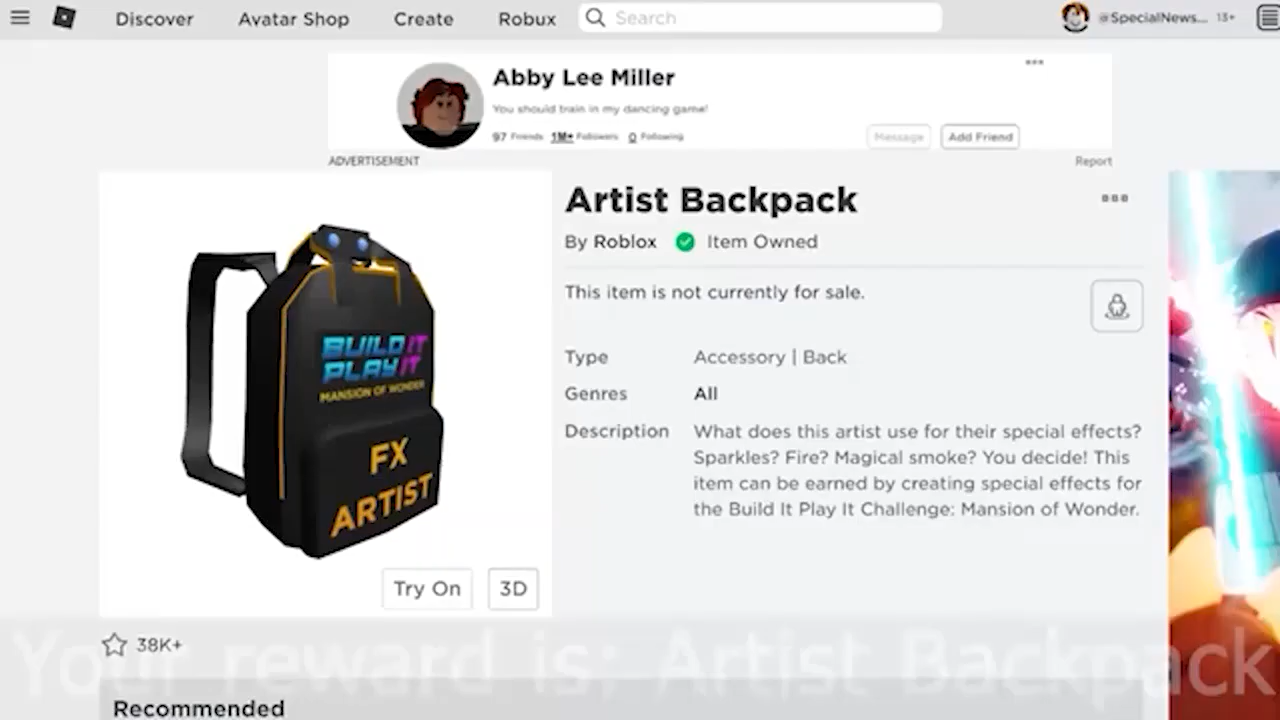 Discover Avatar Shop Create Robux Search @SpecialNews... 13+
Abby Lee Miller
You should train in my dancing game!
97 Friends 1M+ Followers 0 Following Message Add Friend
ADVERTISEMENT Report
Artist Backpack
By Roblox Item Owned
This item is not currently for sale.
Type Accessory | Back
Genres All
Description What does this artist use for their special effects?
Sparkles? Fire? Magical smoke? You decide! This
item can be earned by creating special effects for
the Build It Play It Challenge: Mansion of Wonder.
BUILD IT
PLAY IT
MANSION OF WONDER
FX
ARTIST
Try On 3D
38K+
Your reward is; Artist Backpack
Recommended